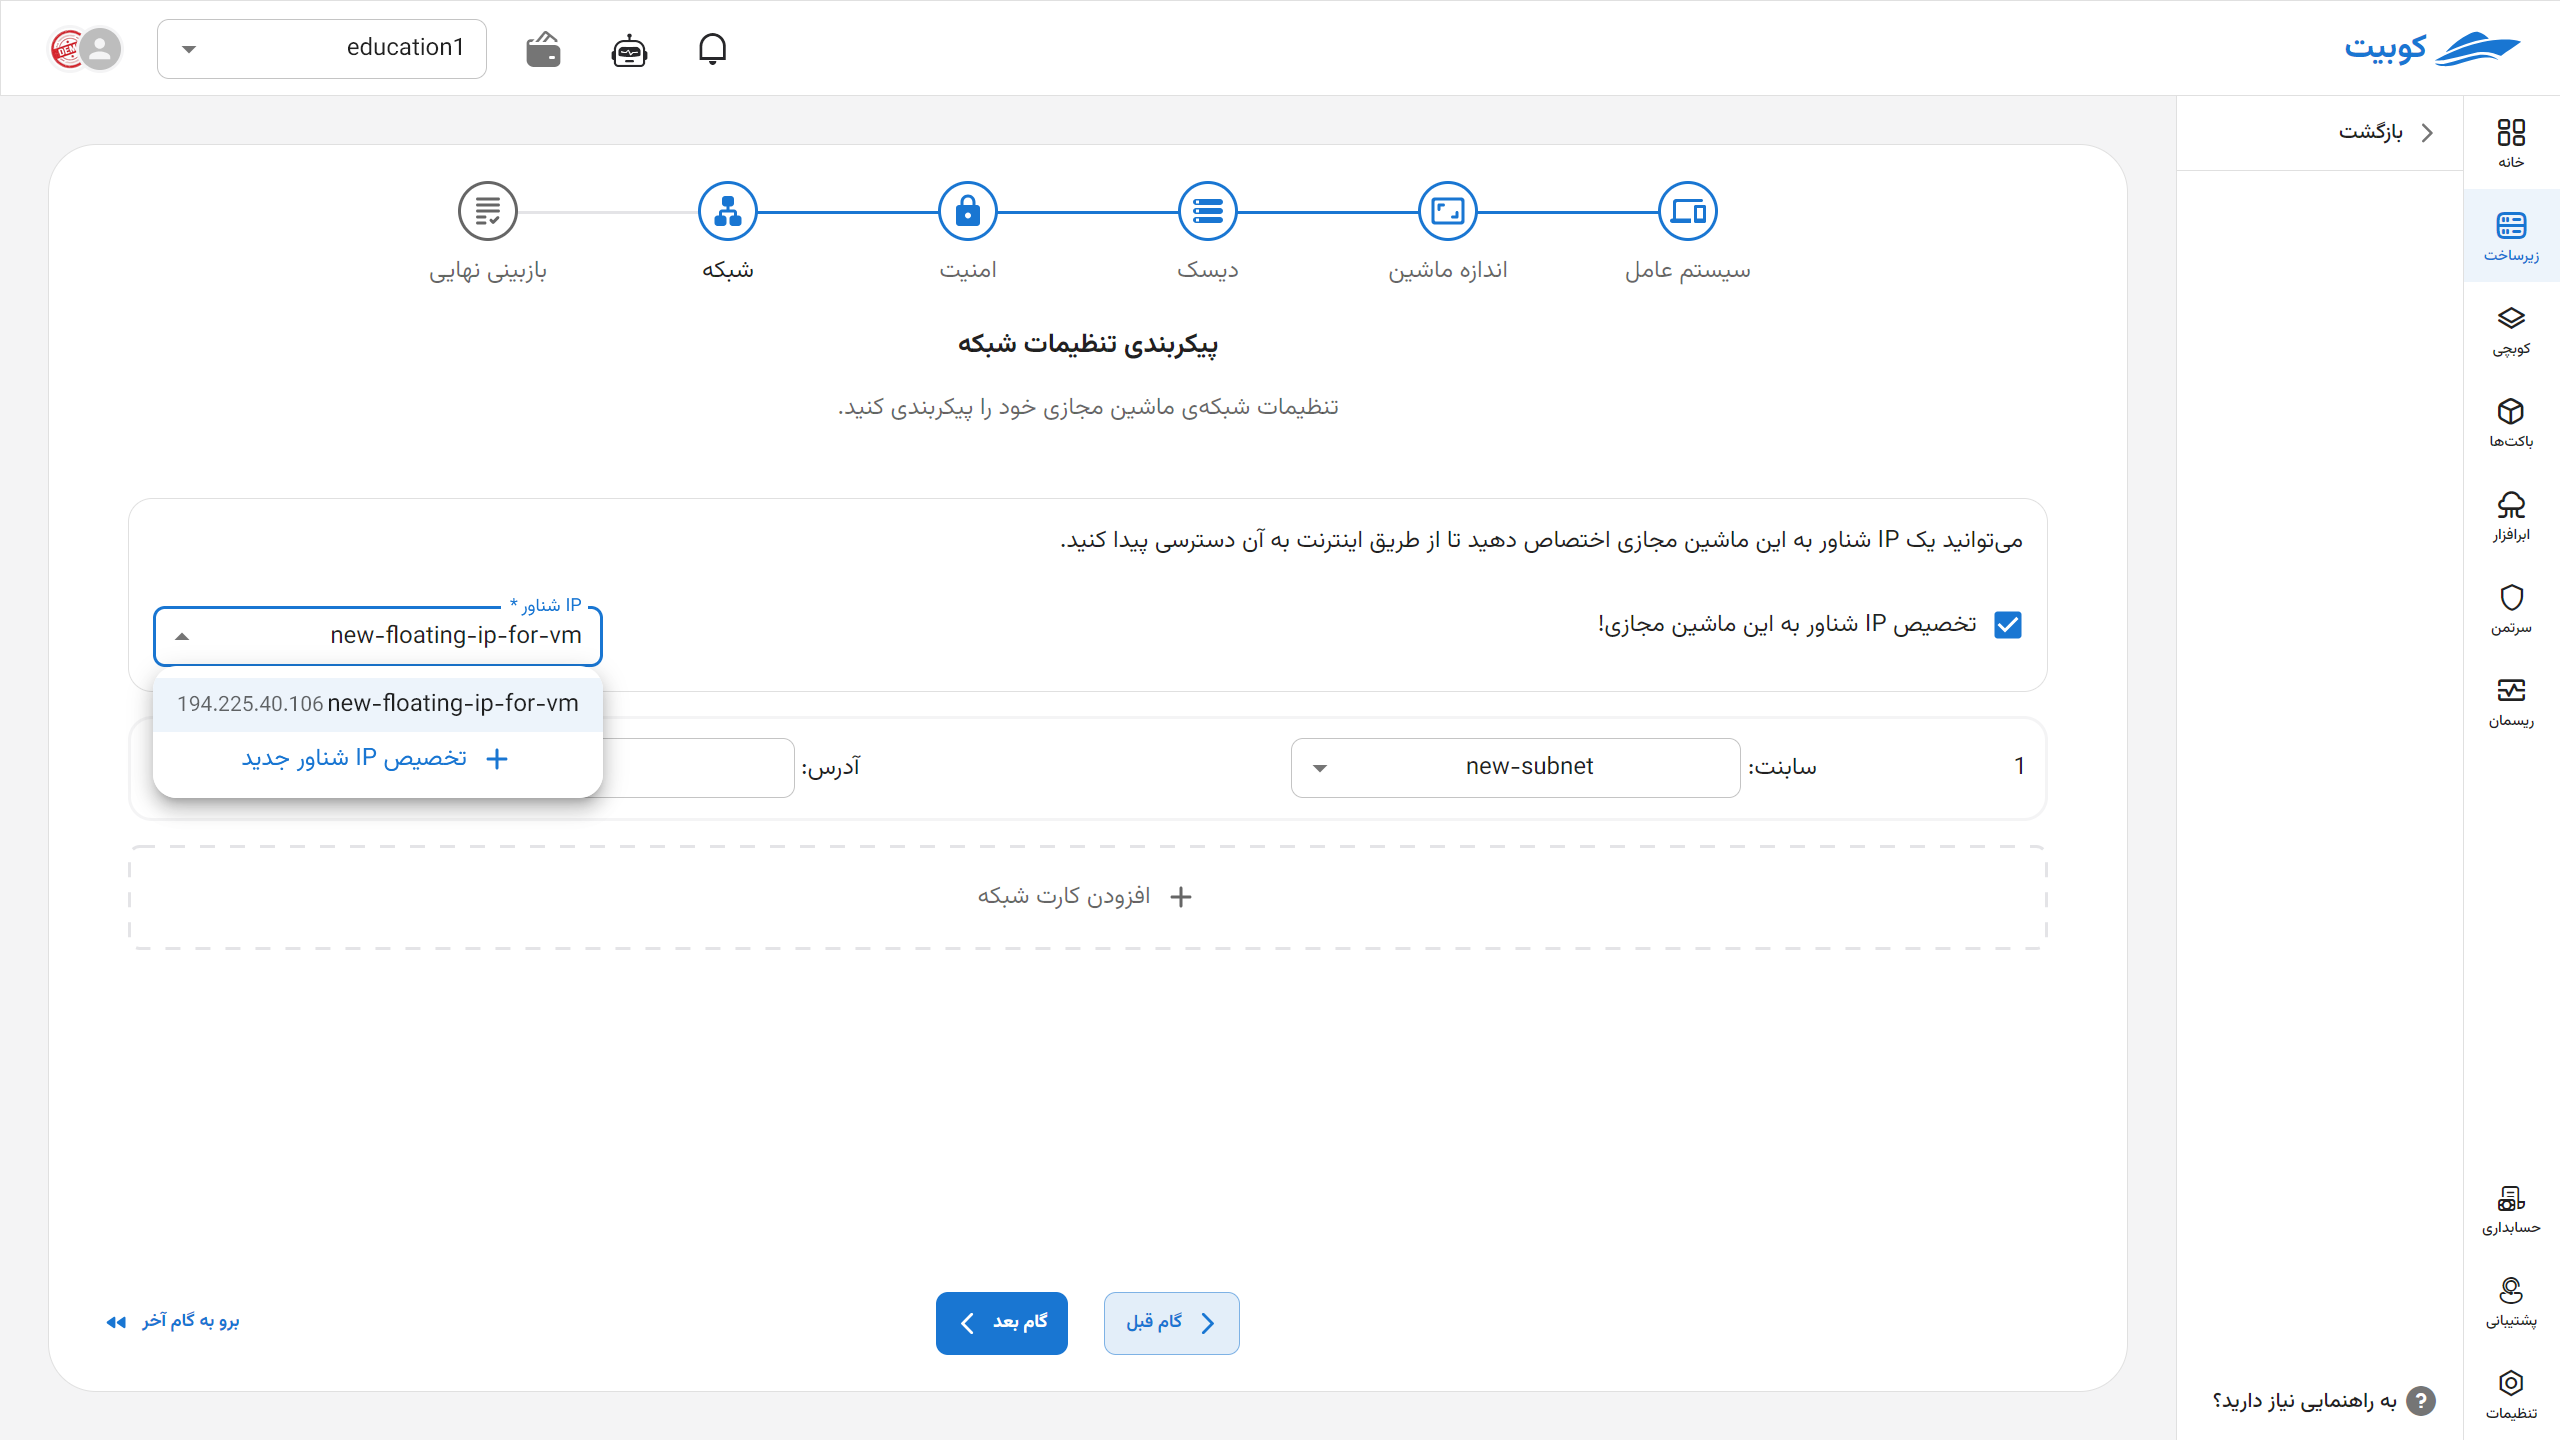 کوبیت
education1
بازگشت
خانه
زیرساخت
کوبچی
باکت‌ها
ابرافزار
سرتمن
ریسمان
حسابداری
پشتیبانی
تنظیمات
به راهنمایی نیاز دارید؟
سیستم عامل
اندازه ماشین
دیسک
امنیت
شبکه
بازبینی نهایی
پیکربندی تنظیمات شبکه
تنظیمات شبکه‌ی ماشین مجازی خود را پیکربندی کنید.
می‌توانید یک IP شناور به این ماشین مجازی اختصاص دهید تا از طریق اینترنت به آن دسترسی پیدا کنید.
تخصیص IP شناور به این ماشین مجازی!
IP شناور *
new-floating-ip-for-vm
new-floating-ip-for-vm 194.225.40.106
تخصیص IP شناور جدید
1
سابنت:
new-subnet
آدرس:
افزودن کارت شبکه
گام قبل
گام بعد
برو به گام آخر